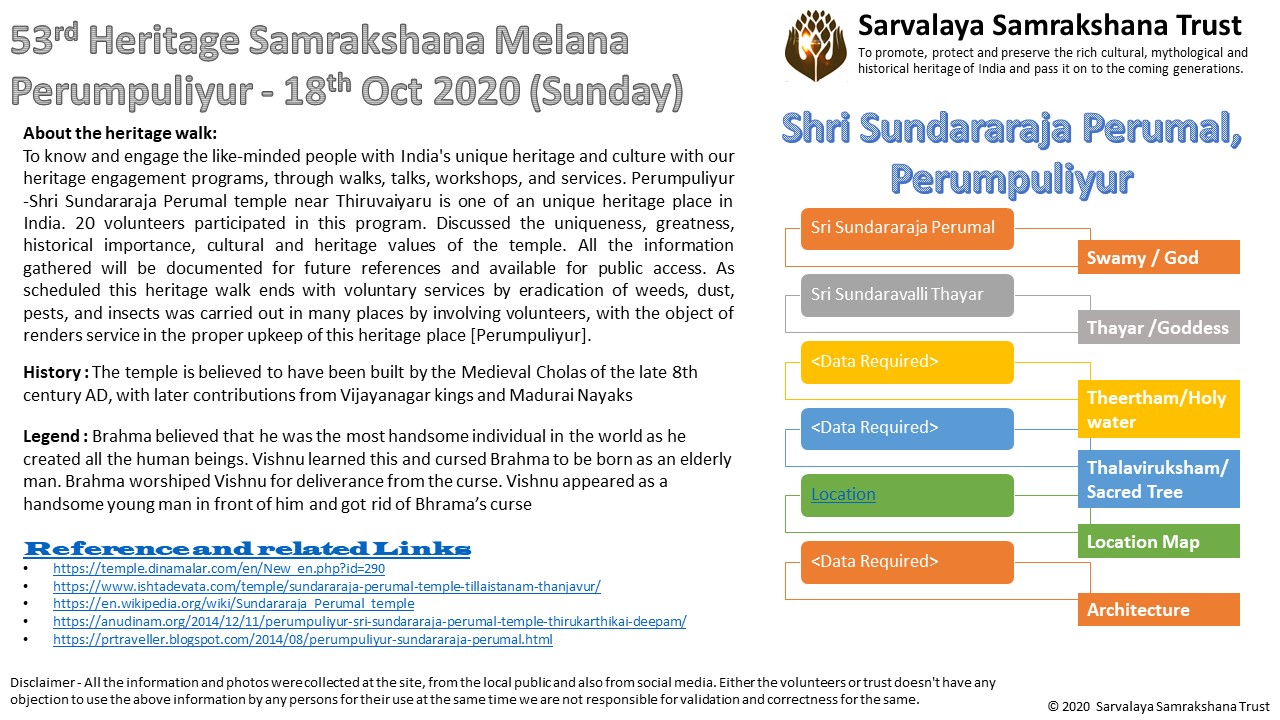 53rd Heritage Samrakshana Melana
Perumpuliyur - 18th Oct 2020 (Sunday)
About the heritage walk:
To know and engage the like-minded people with India's unique heritage and culture with our
heritage engagement programs, through walks, talks, workshops, and services. Perumpuliyur
-Shri Sundararaja Perumal temple near Thiruvaiyaru is one of an unique heritage place in
India. 20 volunteers participated in this program. Discussed the uniqueness, greatness,
historical importance, cultural and heritage values of the temple. All the information
gathered will be documented for future references and available for public access. As
scheduled this heritage walk ends with voluntary services by eradication of weeds, dust,
pests, and insects was carried out in many places by involving volunteers, with the object of
renders service in the proper upkeep of this heritage place [Perumpuliyur].
History : The temple is believed to have been built by the Medieval Cholas of the late 8th
century AD, with later contributions from Vijayanagar kings and Madurai Nayaks
Legend : Brahma believed that he was the most handsome individual in the world as he
created all the human beings. Vishnu learned this and cursed Brahma to be born as an elderly
man. Brahma worshiped Vishnu for deliverance from the curse. Vishnu appeared as a
handsome young man in front of him and got rid of Bhrama’s curse
Reference and related Links
• https://temple.dinamalar.com/en/New_en.php?id=290
• https://www.ishtadevata.com/temple/sundararaja-perumal-temple-tillaistanam-thanjavur/
• https://en.wikipedia.org/wiki/Sundararaja_Perumal_temple
• https://anudinam.org/2014/12/11/perumpuliyur-sri-sundararaja-perumal-temple-thirukarthikai-deepam/
• https://prtraveller.blogspot.com/2014/08/perumpuliyur-sundararaja-perumal.html
Sarvalaya Samrakshana Trust
To promote, protect and preserve the rich cultural, mythological and
historical heritage of India and pass it on to the coming generations.
Shri Sundararaja Perumal,
Perumpuliyur
Sri Sundararaja Perumal
Swamy / God
Sri Sundaravalli Thayar
Thayar /Goddess
<Data Required>
Theertham/Holy
water
<Data Required>
Thalaviruksham/
Sacred Tree
Location
Location Map
<Data Required>
Architecture
Disclaimer - All the information and photos were collected at the site, from the local public and also from social media. Either the volunteers or trust doesn't have any
objection to use the above information by any persons for their use at the same time we are not responsible for validation and correctness for the same.
© 2020 Sarvalaya Samrakshana Trust